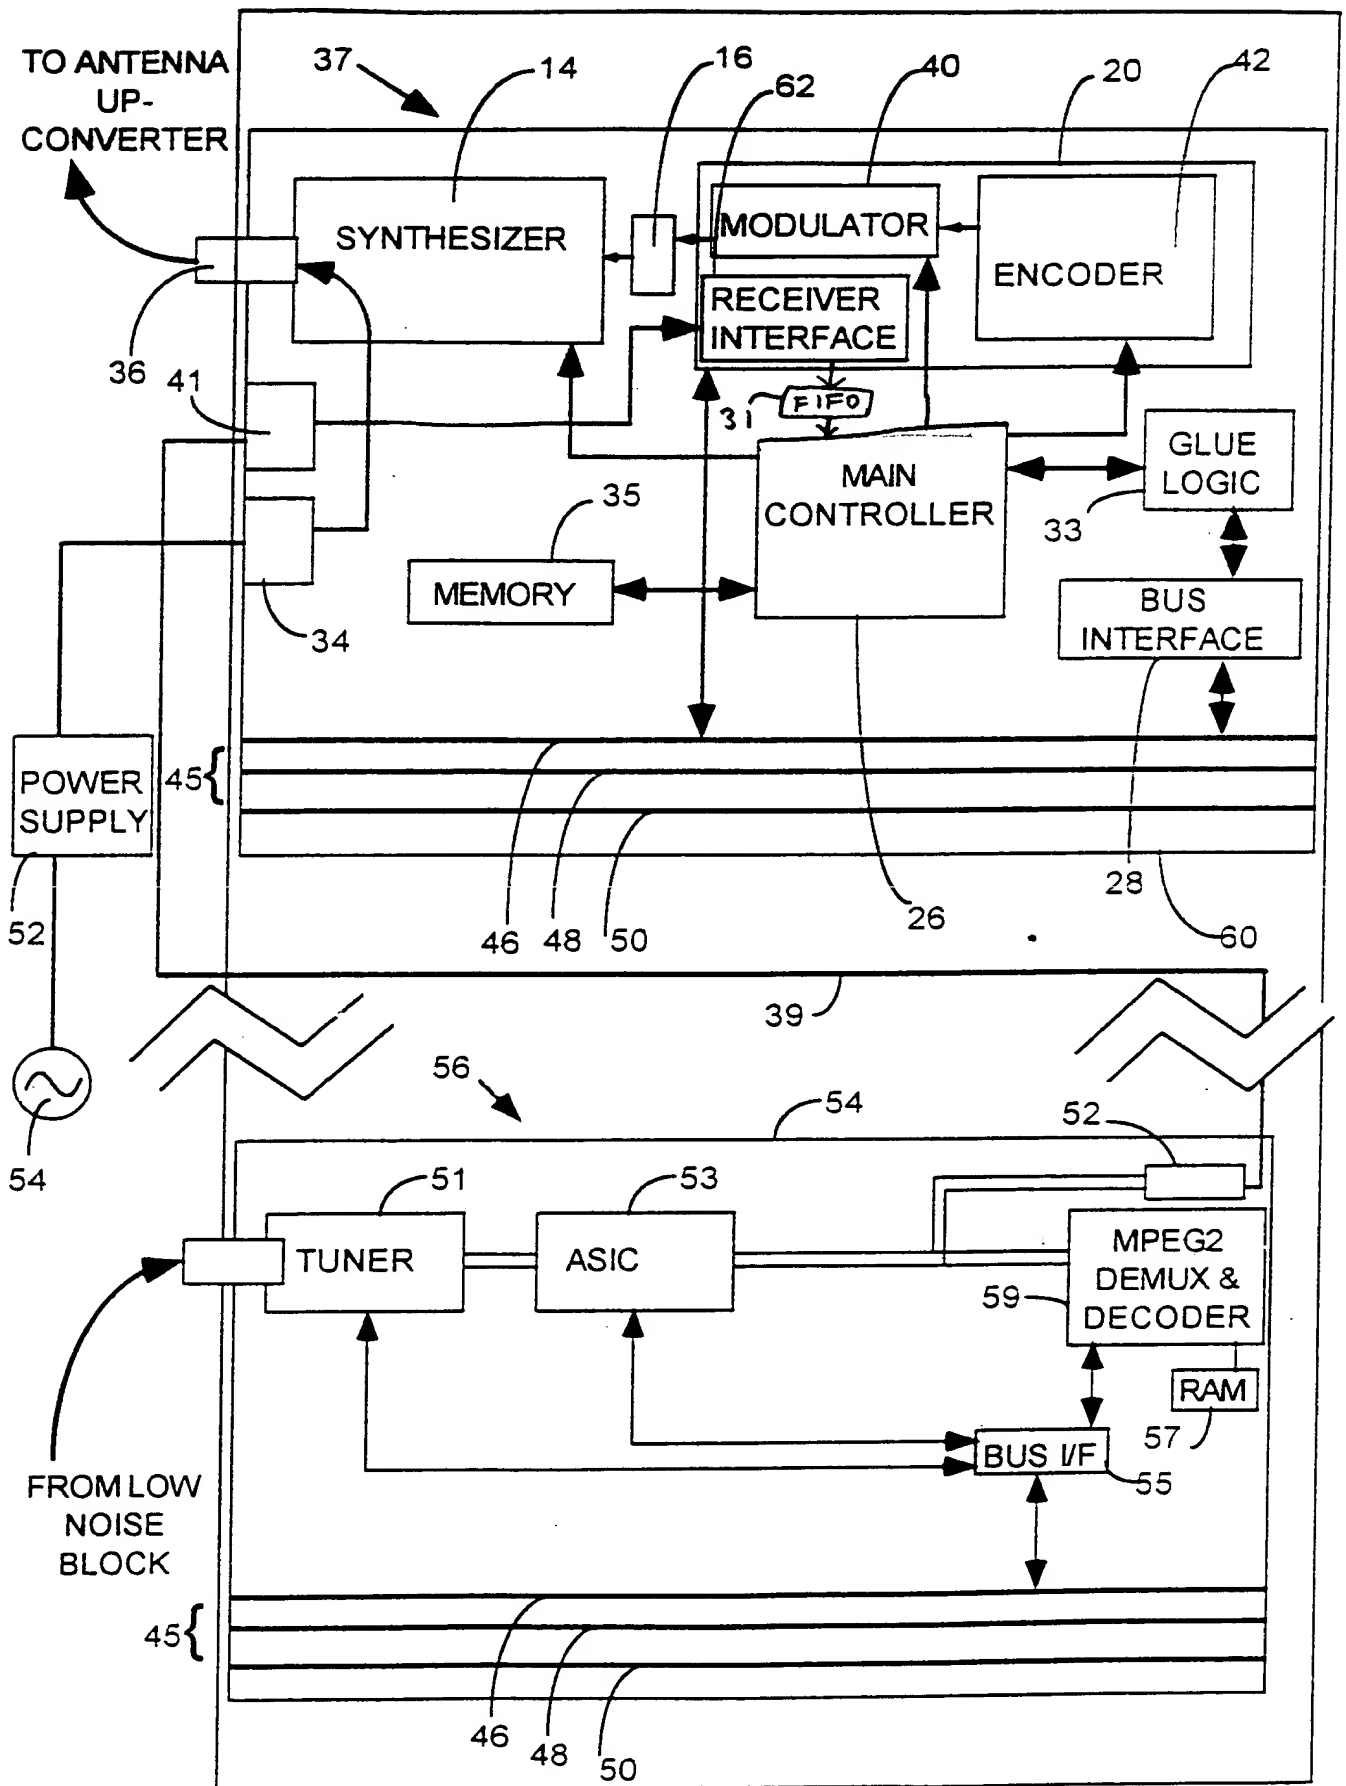 TO ANTENNA
UP-
CONVERTER
37
14
16
62
40
20
42
SYNTHESIZER
MODULATOR
ENCODER
RECEIVER
INTERFACE
36
41
31
FIFO
MAIN
CONTROLLER
GLUE
LOGIC
33
35
MEMORY
34
BUS
INTERFACE
POWER
SUPPLY
45{
52
46
48
50
26
28
60
39
54
56
54
52
51
53
TUNER
ASIC
MPEG2
DEMUX &
DECODER
59
RAM
57
BUS I/F
55
FROM LOW
NOISE
BLOCK
45{
46
48
50